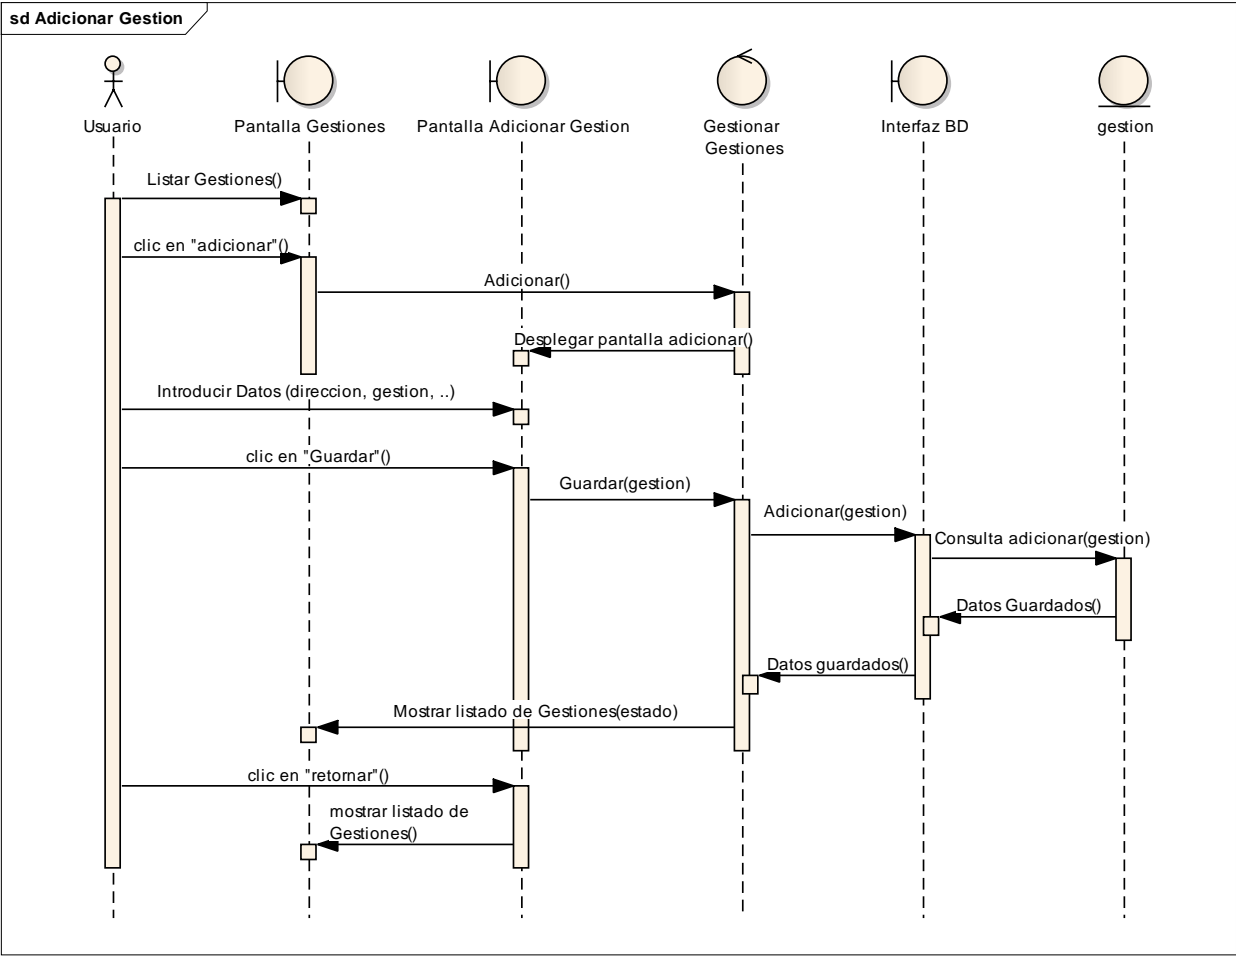 sd Adicionar Gestion
Usuario
Pantalla Gestiones
Pantalla Adicionar Gestion
Gestionar
Gestiones
Interfaz BD
gestion
Listar Gestiones()
clic en "adicionar"()
Adicionar()
Desplegar pantalla adicionar()
Introducir Datos (direccion, gestion, ..)
clic en "Guardar"()
Guardar(gestion)
Adicionar(gestion)
Consulta adicionar(gestion)
Datos Guardados()
Datos guardados()
Mostrar listado de Gestiones(estado)
clic en "retornar"()
mostrar listado de
Gestiones()